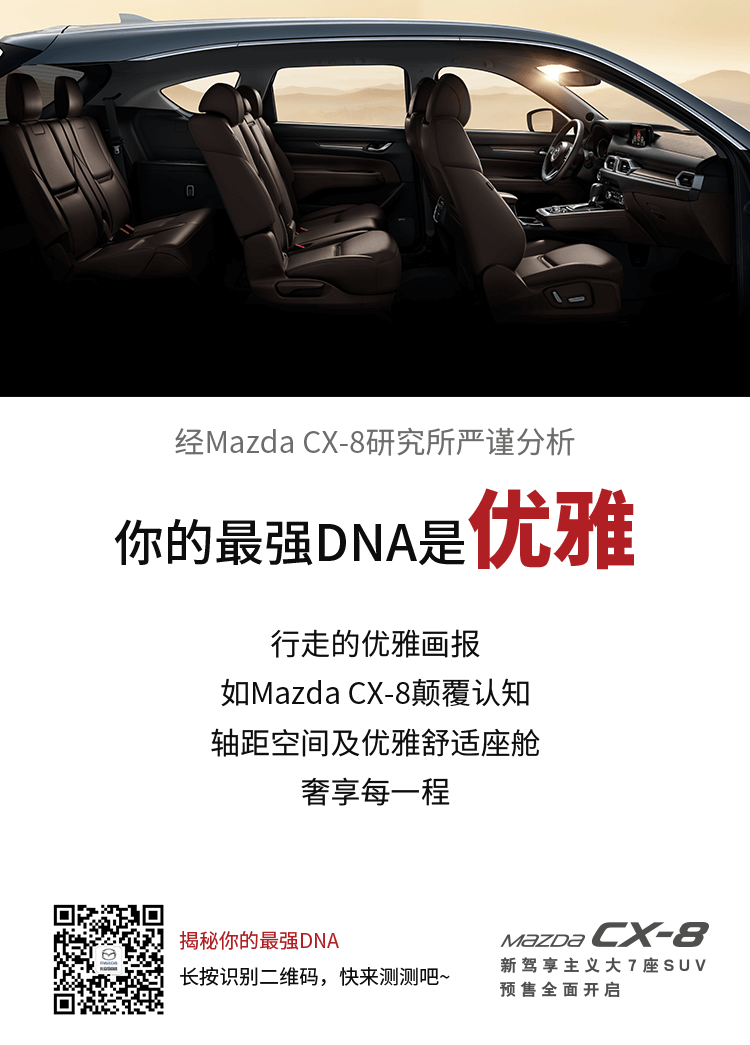 经Mazda CX-8研究所严谨分析
你的最强DNA是优雅
行走的优雅画报
如Mazda CX-8颠覆认知
轴距空间及优雅舒适座舱
奢享每一程
揭秘你的最强DNA
长按识别二维码，快来测测吧~
mazda CX-8
新驾享主义大7座SUV
预售全面开启